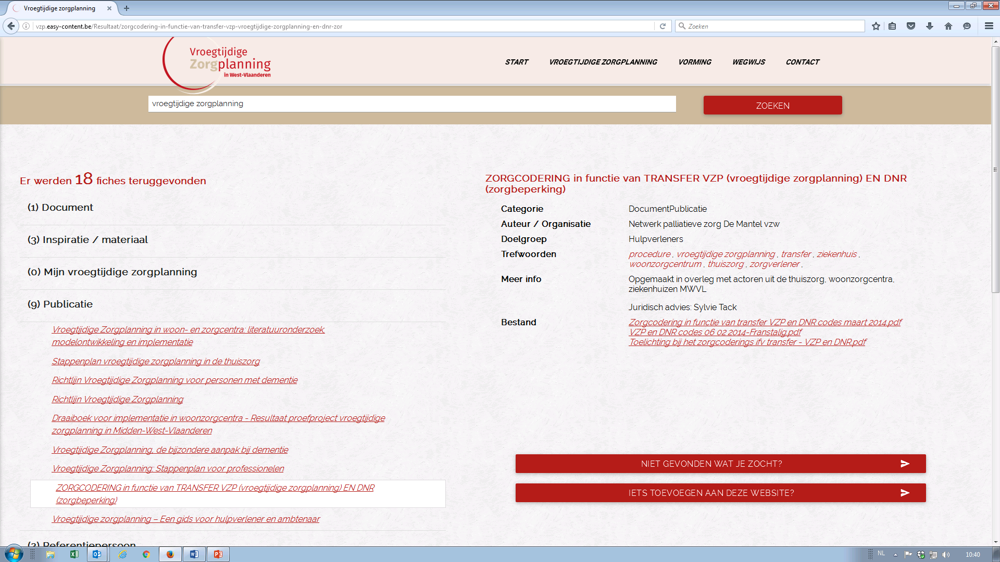 Vroegtijdige zorgplanning
vzp.easy-content.be/Resultaat/zorgcodering-in-functie-van-transfer-vzp-vroegtijdige-zorgplanning-en-dnr-zor
Zoeken
Vroegtijdige
Zorgplanning
in West-Vlaanderen
START VROEGTIJDIGE ZORGPLANNING VORMING WEGWIJS CONTACT
vroegtijdige zorgplanning
ZOEKEN
Er werden 18 fiches teruggevonden
(1) Document
(3) Inspiratie / materiaal
(0) Mijn vroegtijdige zorgplanning
(9) Publicatie
Vroegtijdige Zorgplanning in woon- en zorgcentra: literatuuronderzoek,
modelontwikkeling en implementatie
Stappenplan vroegtijdige zorgplanning in de thuiszorg
Richtlijn Vroegtijdige Zorgplanning voor personen met dementie
Richtlijn Vroegtijdige Zorgplanning
Draaiboek voor implementatie in woonzorgcentra - Resultaat proefproject vroegtijdige
zorgplanning in Midden-West-Vlaanderen
Vroegtijdige Zorgplanning, de bijzondere aanpak bij dementie
Vroegtijdige Zorgplanning: Stappenplan voor professionelen
ZORGCODERING in functie van TRANSFER VZP (vroegtijdige zorgplanning) EN DNR
(zorgbeperking)
Vroegtijdige zorgplanning – Een gids voor hulpverlener en ambtenaar
Referentiepersoon
ZORGCODERING in functie van TRANSFER VZP (vroegtijdige zorgplanning) EN DNR
(zorgbeperking)
Categorie DocumentPublicatie
Auteur / Organisatie Netwerk palliatieve zorg De Mantel vzw
Doelgroep Hulpverleners
Trefwoorden procedure , vroegtijdige zorgplanning , transfer , ziekenhuis ,
woonzorgcentrum , thuiszorg , zorgverlener ,
Meer info Opgemaakt in overleg met actoren uit de thuiszorg, woonzorgcentra,
ziekenhuizen MWVL
Juridisch advies: Sylvie Tack
Bestand Zorgcodering in functie van transfer VZP en DNR codes maart 2014.pdf
VZP en DNR codes 06 02 2014-Franstalig.pdf
Toelichting bij het zorgcoderings ifv transfer - VZP en DNR.pdf
NIET GEVONDEN WAT JE ZOCHT?
IETS TOEVOEGEN AAN DEZE WEBSITE?
NL
10:40